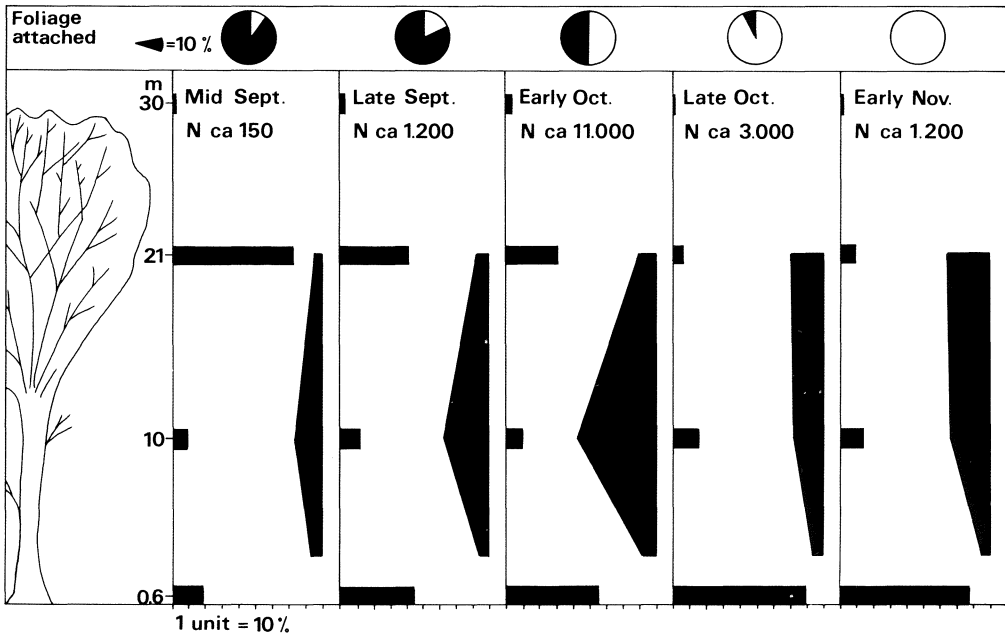 Foliage
attached
=10 %
m
30
21
10
0.6
Mid Sept.
N ca 150
Late Sept.
N ca 1.200
Early Oct.
N ca 11.000
Late Oct.
N ca 3.000
Early Nov.
N ca 1.200
1 unit = 10%